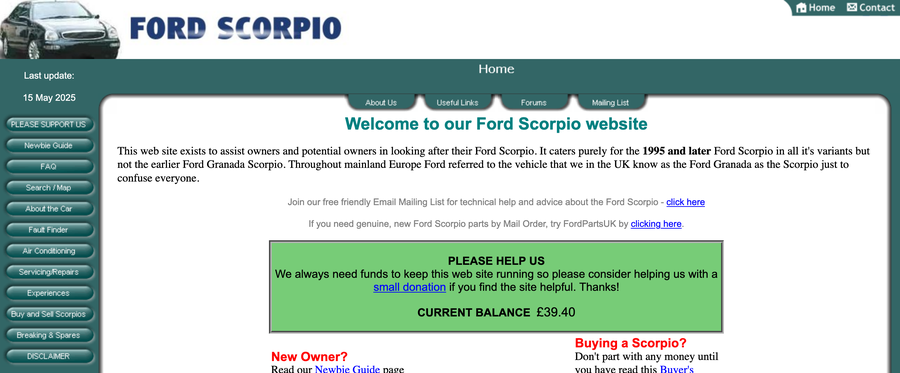 FORD SCORPIO
Home
Contact
Last update:
15 May 2025
Home
About Us
Useful Links
Forums
Mailing List
PLEASE SUPPORT US
Newbie Guide
FAQ
Search / Map
About the Car
Fault Finder
Air Conditioning
Servicing/Repairs
Experiences
Buy and Sell Scorpios
Breaking & Spares
DISCLAIMER
Welcome to our Ford Scorpio website
This web site exists to assist owners and potential owners in looking after their Ford Scorpio. It caters purely for the 1995 and later Ford Scorpio in all it's variants but
not the earlier Ford Granada Scorpio. Throughout mainland Europe Ford referred to the vehicle that we in the UK know as the Ford Granada as the Scorpio just to
confuse everyone.
Join our free friendly Email Mailing List for technical help and advice about the Ford Scorpio - click here
If you need genuine, new Ford Scorpio parts by Mail Order, try FordPartsUK by clicking here.
PLEASE HELP US
We always need funds to keep this web site running so please consider helping us with a
small donation if you find the site helpful. Thanks!
CURRENT BALANCE £39.40
New Owner?
Read our Newbie Guide page
Buying a Scorpio?
Don't part with any money until
you have read this Buyer's